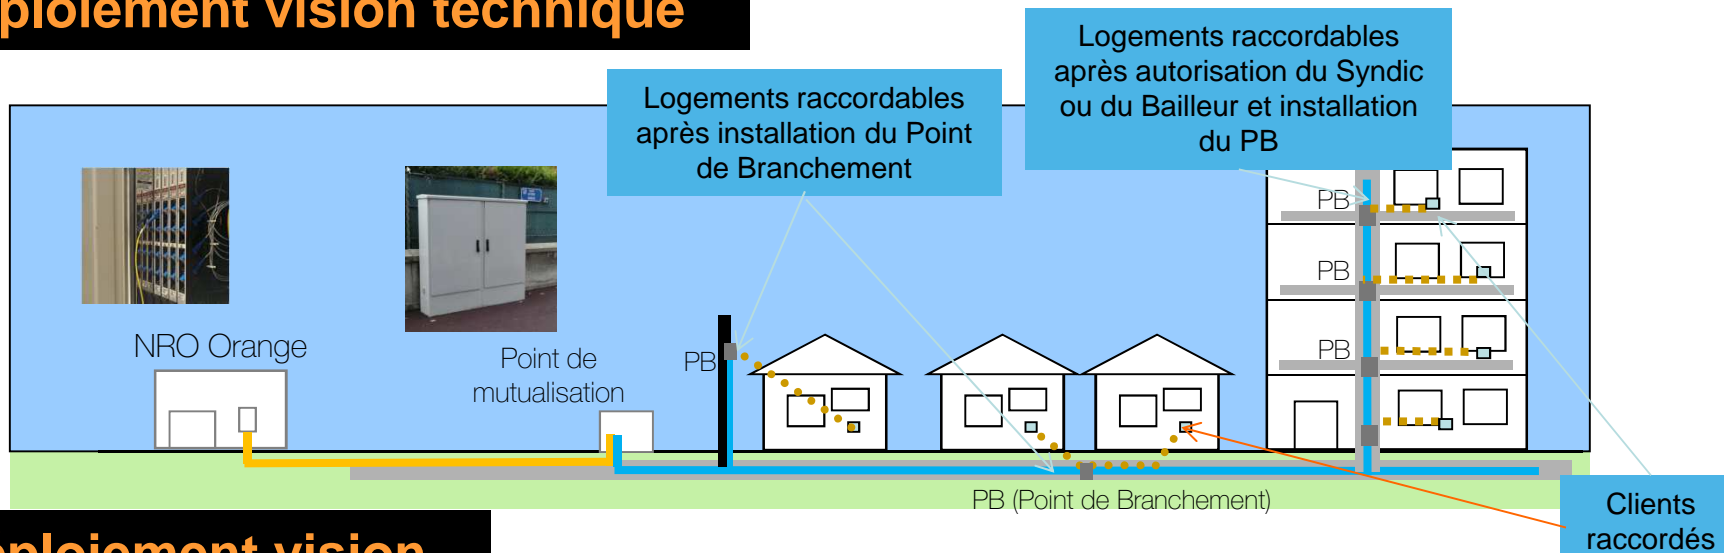 ploiement vision technique
Logements raccordables
après autorisation du Syndic
ou du Bailleur et installation
du PB
Logements raccordables
après installation du Point
de Branchement
PB
PB
PB
NRO Orange
Point de
mutualisation
PB
PB (Point de Branchement)
Clients
raccordés
ploiement vision